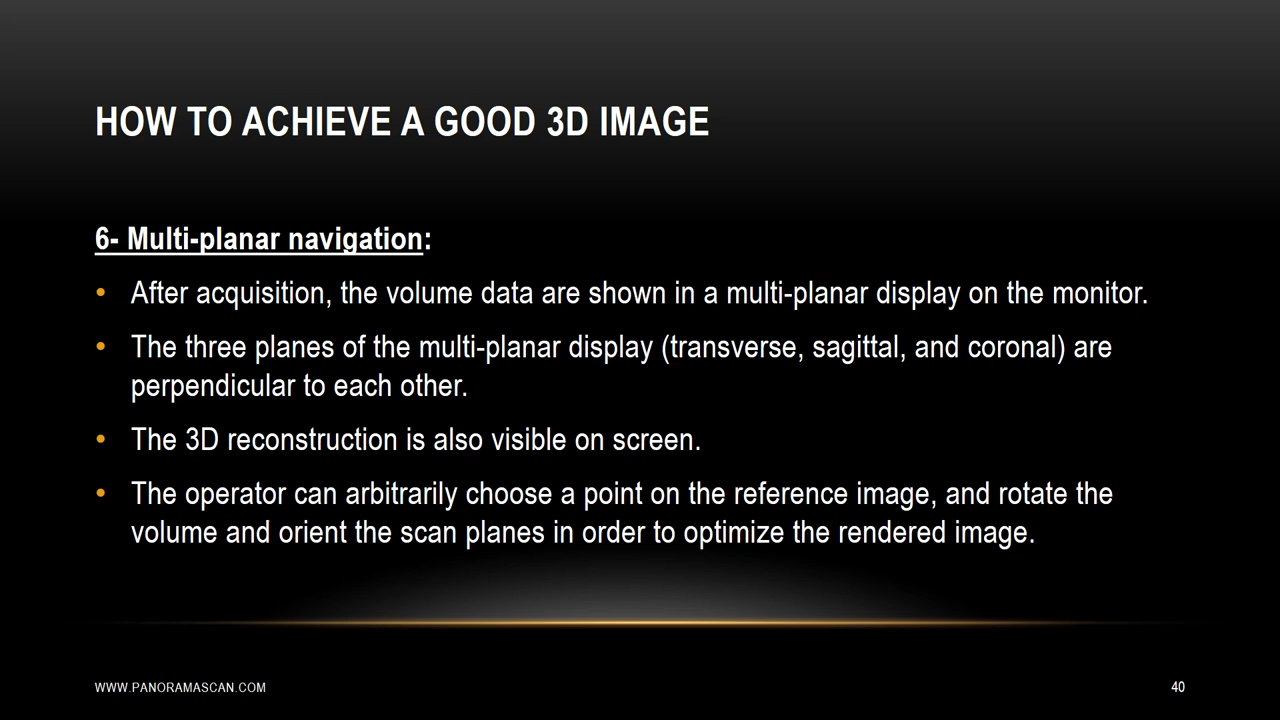 HOW TO ACHIEVE A GOOD 3D IMAGE
6- Multi-planar navigation:
• After acquisition, the volume data are shown in a multi-planar display on the monitor.
• The three planes of the multi-planar display (transverse, sagittal, and coronal) are
perpendicular to each other.
• The 3D reconstruction is also visible on screen.
• The operator can arbitrarily choose a point on the reference image, and rotate the
volume and orient the scan planes in order to optimize the rendered image.
WWW.PANORAMASCAN.COM
40